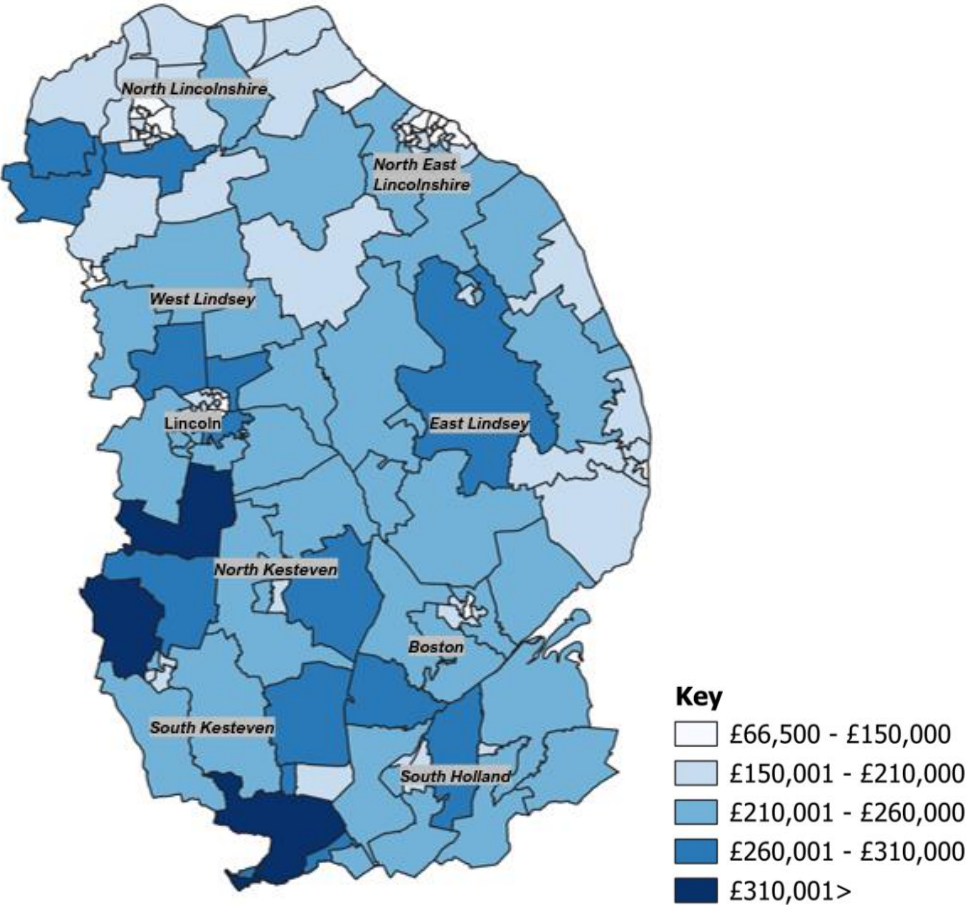 North Lincolnshire
North East
Lincolnshire
West Lindsey
Lincoln
East Lindsey
North Kesteven
Boston
South Kesteven
South Holland
Key
£66,500 - £150,000
£150,001 - £210,000
£210,001 - £260,000
£260,001 - £310,000
£310,001>